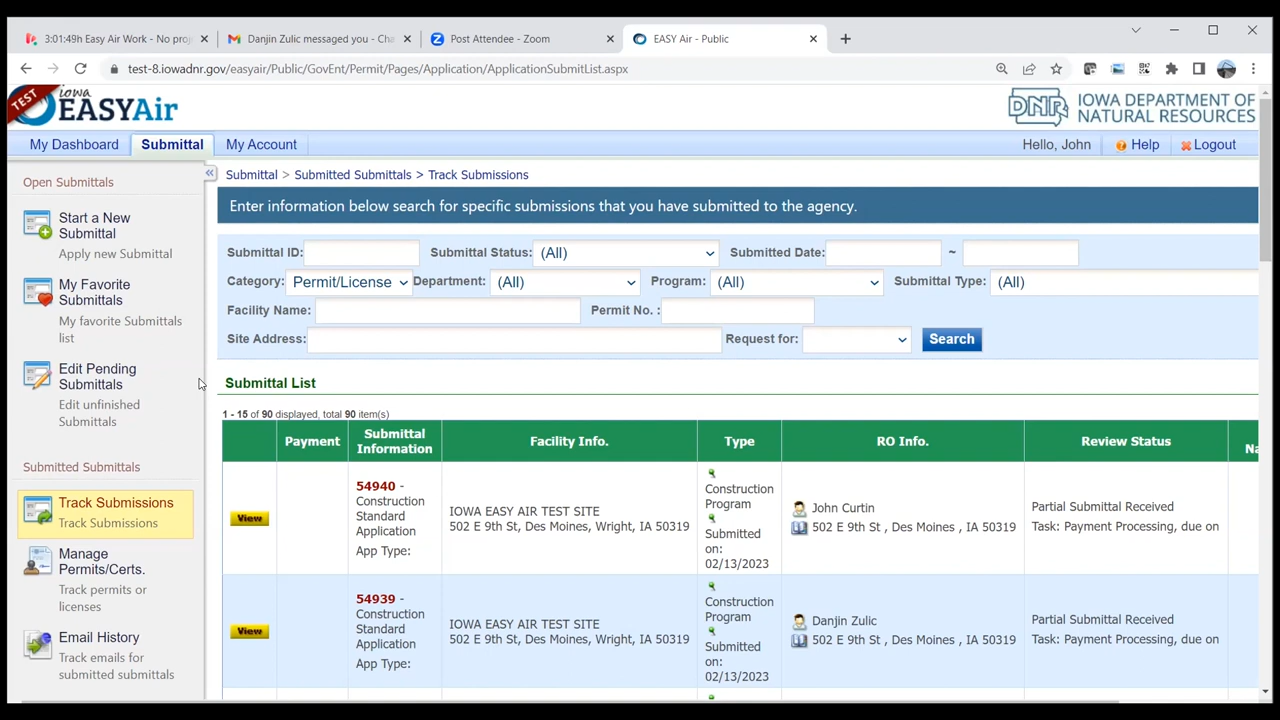 3:01:49h Easy Air Work - No proj
Danjin Zulic messaged you - Cha
Post Attendee - Zoom
EASY Air - Public
test-8.iowadnr.gov/easyair/Public/GovEnt/Permit/Pages/Application/ApplicationSubmitList.aspx
TEST
iowa
EASYAir
DNR
IOWA DEPARTMENT OF
NATURAL RESOURCES
My Dashboard Submittal My Account Hello, John Help Logout
Open Submittals
Start a New
Submittal
Apply new Submittal
My Favorite
Submittals
My favorite Submittals
list
Edit Pending
Submittals
Edit unfinished
Submittals
Submitted Submittals
Track Submissions
Track Submissions
Manage
Permits/Certs.
Track permits or
licenses
Email History
Track emails for
submitted submittals
«
Submittal > Submitted Submittals > Track Submissions
Enter information below search for specific submissions that you have submitted to the agency.
Submittal ID: Submittal Status: (All) Submitted Date: ~
Category: Permit/License Department: (All) Program: (All) Submittal Type: (All)
Facility Name: Permit No. :
Site Address: Request for: Search
Submittal List
1 - 15 of 90 displayed, total 90 item(s)
Payment
Submittal
Information
Facility Info.
Type
RO Info.
Review Status
Na
View
54940 -
Construction
Standard
Application
App Type:
IOWA EASY AIR TEST SITE
502 E 9th St, Des Moines, Wright, IA 50319
Construction
Program
Submitted
on:
02/13/2023
John Curtin
502 E 9th St , Des Moines , IA 50319
Partial Submittal Received
Task: Payment Processing, due on
View
54939 -
Construction
Standard
Application
App Type:
IOWA EASY AIR TEST SITE
502 E 9th St, Des Moines, Wright, IA 50319
Construction
Program
Submitted
on:
02/13/2023
Danjin Zulic
502 E 9th St , Des Moines , IA 50319
Partial Submittal Received
Task: Payment Processing, due on